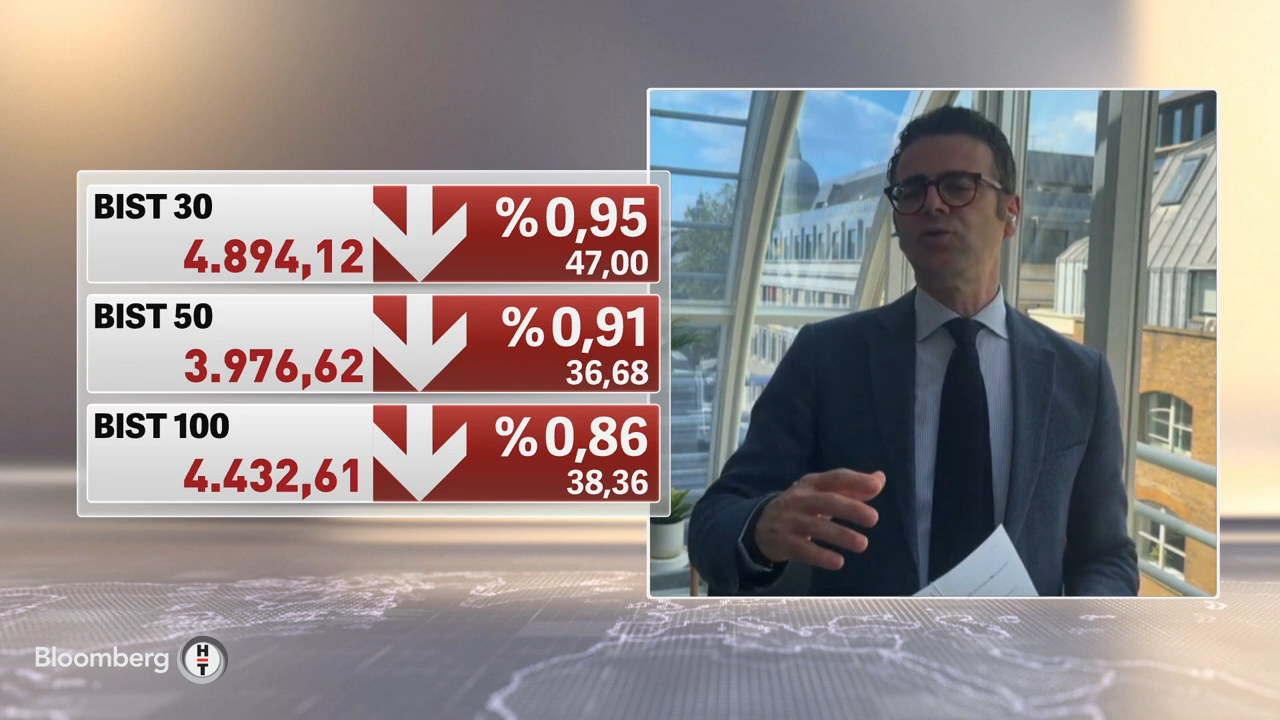 BIST 30
4.894,12
%0,95
47,00
BIST 50
3.976,62
%0,91
36,68
BIST 100
4.432,61
%0,86
38,36
Bloomberg HT